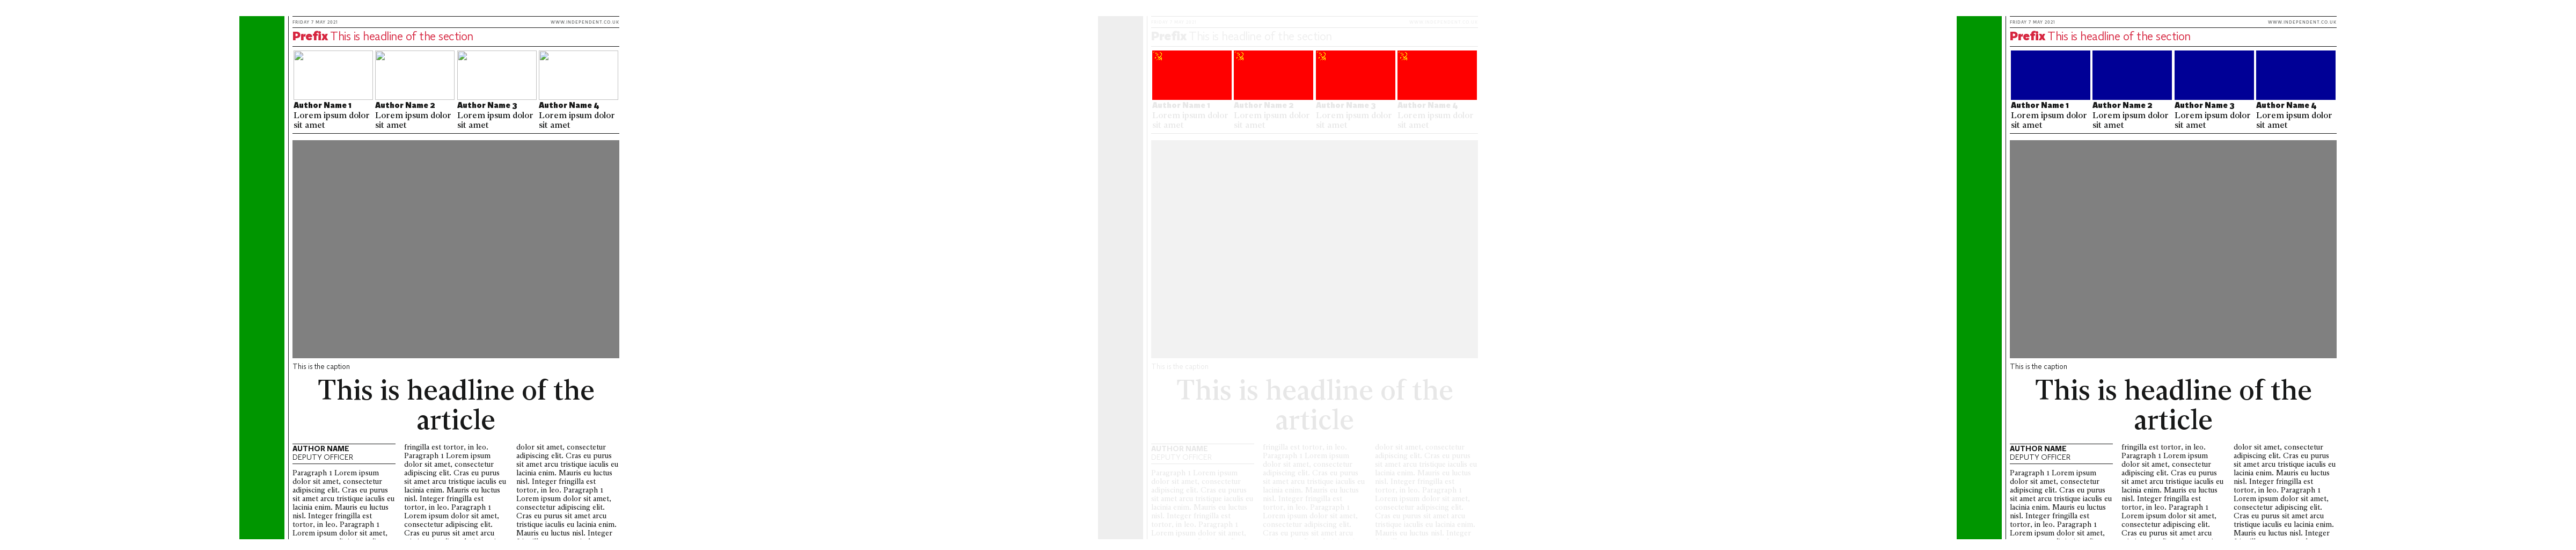 FRIDAY 7 MAY 2021
WWW.INDEPENDENT.CO.UK
Prefix This is headline of the section
Author Name 1
Lorem ipsum dolor
sit amet
Author Name 2
Lorem ipsum dolor
sit amet
Author Name 3
Lorem ipsum dolor
sit amet
Author Name 4
Lorem ipsum dolor
sit amet
This is the caption
This is headline of the
article
AUTHOR NAME
DEPUTY OFFICER
Paragraph 1 Lorem ipsum
dolor sit amet, consectetur
adipiscing elit. Cras eu purus
sit amet arcu tristique iaculis eu
lacinia enim. Mauris eu luctus
nisl. Integer fringilla est
tortor, in leo. Paragraph 1
Lorem ipsum dolor sit amet,
fringilla est tortor, in leo.
Paragraph 1 Lorem ipsum
dolor sit amet, consectetur
adipiscing elit. Cras eu purus
sit amet arcu tristique iaculis eu
lacinia enim. Mauris eu luctus
nisl. Integer fringilla est
tortor, in leo. Paragraph 1
Lorem ipsum dolor sit amet,
consectetur adipiscing elit.
Cras eu purus sit amet arcu
dolor sit amet, consectetur
adipiscing elit. Cras eu purus
sit amet arcu tristique iaculis eu
lacinia enim. Mauris eu luctus
nisl. Integer fringilla est
tortor, in leo. Paragraph 1
Lorem ipsum dolor sit amet,
consectetur adipiscing elit.
Cras eu purus sit amet arcu
tristique iaculis eu lacinia enim.
Mauris eu luctus nisl. Integer
Prefix This is headline of the section
Author Name 1
Lorem ipsum dolor
sit amet
Author Name 2
Lorem ipsum dolor
sit amet
Author Name 3
Lorem ipsum dolor
sit amet
Author Name 4
Lorem ipsum dolor
sit amet
This is the caption
This is headline of the
article
AUTHOR NAME
DEPUTY OFFICER
Paragraph 1 Lorem ipsum
dolor sit amet, consectetur
adipiscing elit. Cras eu purus
sit amet arcu tristique iaculis eu
lacinia enim. Mauris eu luctus
nisl. Integer fringilla est
tortor, in leo. Paragraph 1
Lorem ipsum dolor sit amet,
fringilla est tortor, in leo.
Paragraph 1 Lorem ipsum
dolor sit amet, consectetur
adipiscing elit. Cras eu purus
sit amet arcu tristique iaculis eu
lacinia enim. Mauris eu luctus
nisl. Integer fringilla est
tortor, in leo. Paragraph 1
Lorem ipsum dolor sit amet,
consectetur adipiscing elit.
Cras eu purus sit amet arcu
dolor sit amet, consectetur
adipiscing elit. Cras eu purus
sit amet arcu tristique iaculis eu
lacinia enim. Mauris eu luctus
nisl. Integer fringilla est
tortor, in leo. Paragraph 1
Lorem ipsum dolor sit amet,
consectetur adipiscing elit.
Cras eu purus sit amet arcu
tristique iaculis eu lacinia enim.
Mauris eu luctus nisl. Integer
FRIDAY 7 MAY 2021
WWW.INDEPENDENT.CO.UK
Prefix This is headline of the section
Author Name 1
Lorem ipsum dolor
sit amet
Author Name 2
Lorem ipsum dolor
sit amet
Author Name 3
Lorem ipsum dolor
sit amet
Author Name 4
Lorem ipsum dolor
sit amet
This is the caption
This is headline of the
article
AUTHOR NAME
DEPUTY OFFICER
Paragraph 1 Lorem ipsum
dolor sit amet, consectetur
adipiscing elit. Cras eu purus
sit amet arcu tristique iaculis eu
lacinia enim. Mauris eu luctus
nisl. Integer fringilla est
tortor, in leo. Paragraph 1
Lorem ipsum dolor sit amet,
fringilla est tortor, in leo.
Paragraph 1 Lorem ipsum
dolor sit amet, consectetur
adipiscing elit. Cras eu purus
sit amet arcu tristique iaculis eu
lacinia enim. Mauris eu luctus
nisl. Integer fringilla est
tortor, in leo. Paragraph 1
Lorem ipsum dolor sit amet,
consectetur adipiscing elit.
Cras eu purus sit amet arcu
dolor sit amet, consectetur
adipiscing elit. Cras eu purus
sit amet arcu tristique iaculis eu
lacinia enim. Mauris eu luctus
nisl. Integer fringilla est
tortor, in leo. Paragraph 1
Lorem ipsum dolor sit amet,
consectetur adipiscing elit.
Cras eu purus sit amet arcu
tristique iaculis eu lacinia enim.
Mauris eu luctus nisl. Integer